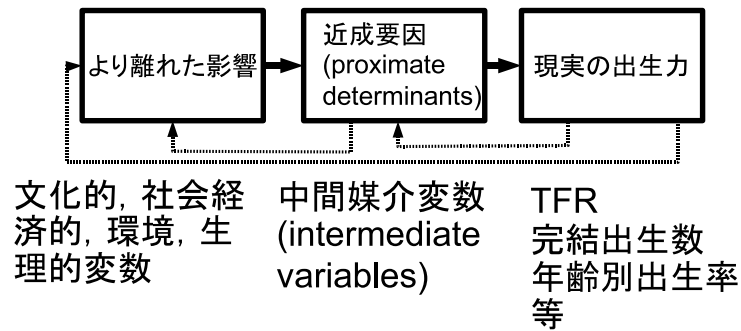 より離れた影響
近成要因
(proximate
determinants)
現実の出生力
文化的, 社会経
済的, 環境, 生
理的変数
中間媒介変数
(intermediate
variables)
TFR
完結出生数
年齢別出生率
等